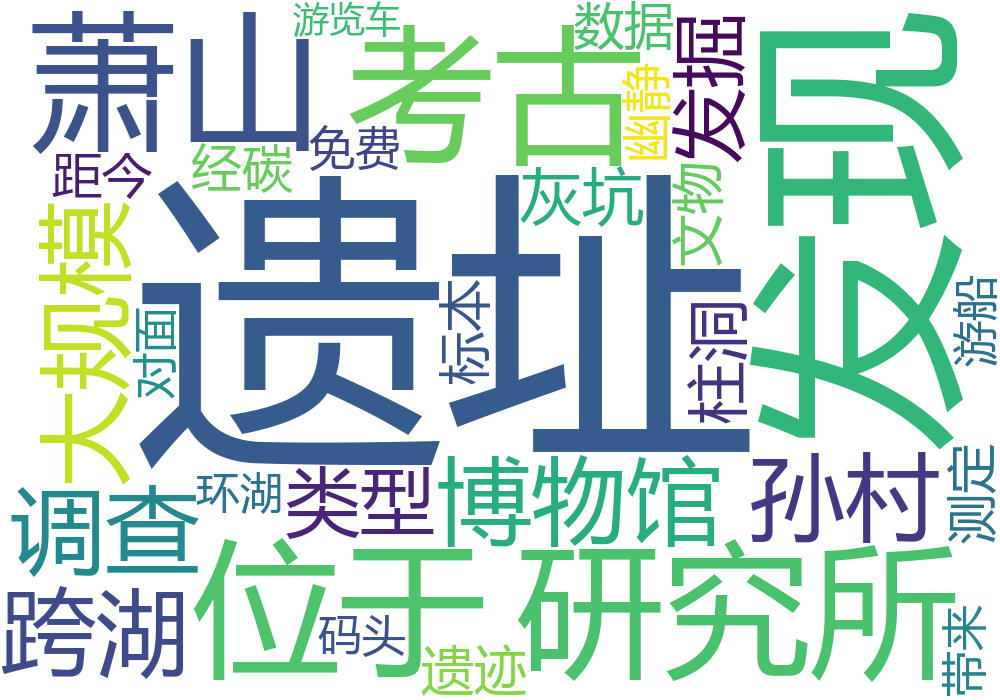 游览车
数据
萧山
考古
发掘
发现
幽静
免费
经碳
距今
灰坑
文物
遗址
大规模
对面
标本
柱洞
游船
调查
环湖
类型
博物馆
孙村
测定
跨湖
位于
研究所
码头
遗迹
带来